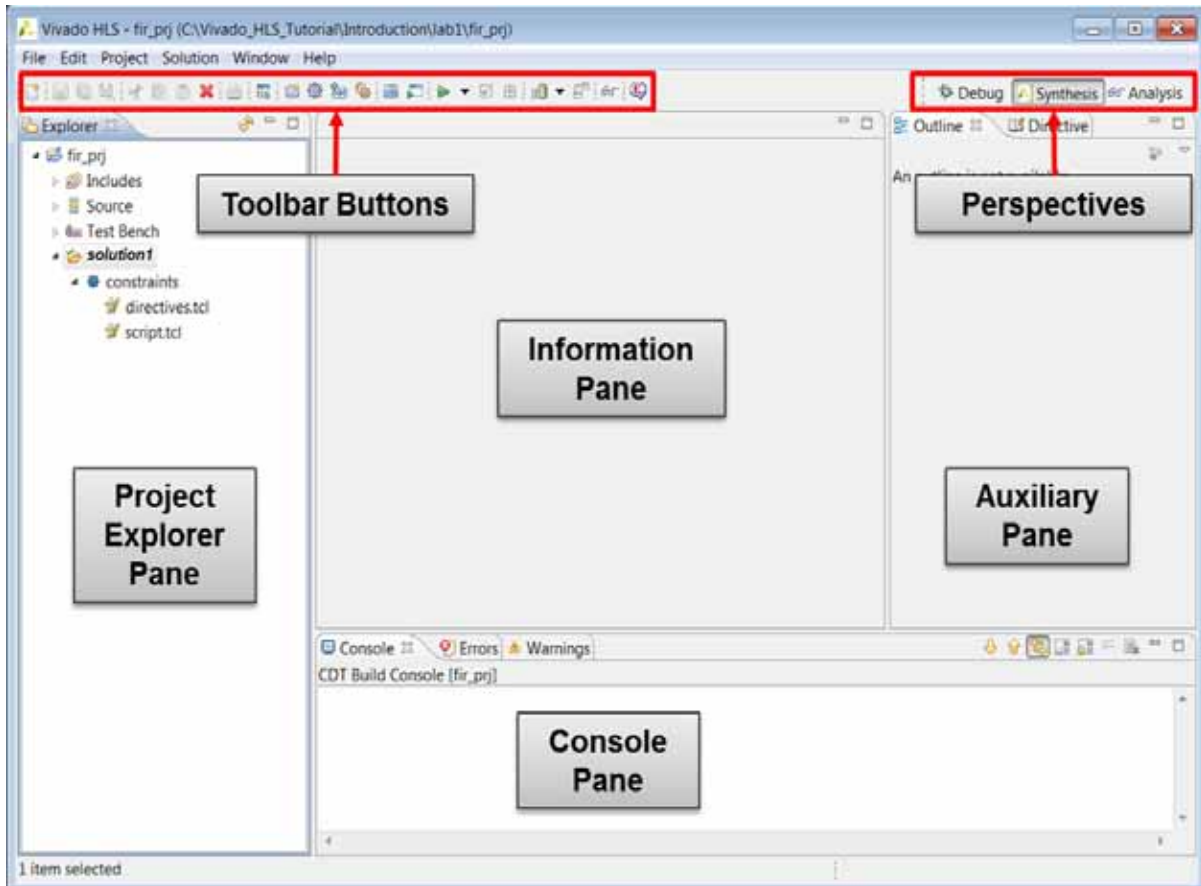 Vivado HLS - fir_prj (C:\Vivado_HLS_Tutorial\Introduction\lab1\fir_prj)
File Edit Project Solution Window Help
Debug Synthesis Analysis
Explorer
Outline Directive
fir_prj
Includes
Source
Test Bench
solution1
constraints
directives.tcl
script.tcl
An
Toolbar Buttons
Perspectives
Information
Pane
Project
Explorer
Pane
Auxiliary
Pane
Console Errors Warnings
CDT Build Console [fir_prj]
Console
Pane
1 item selected